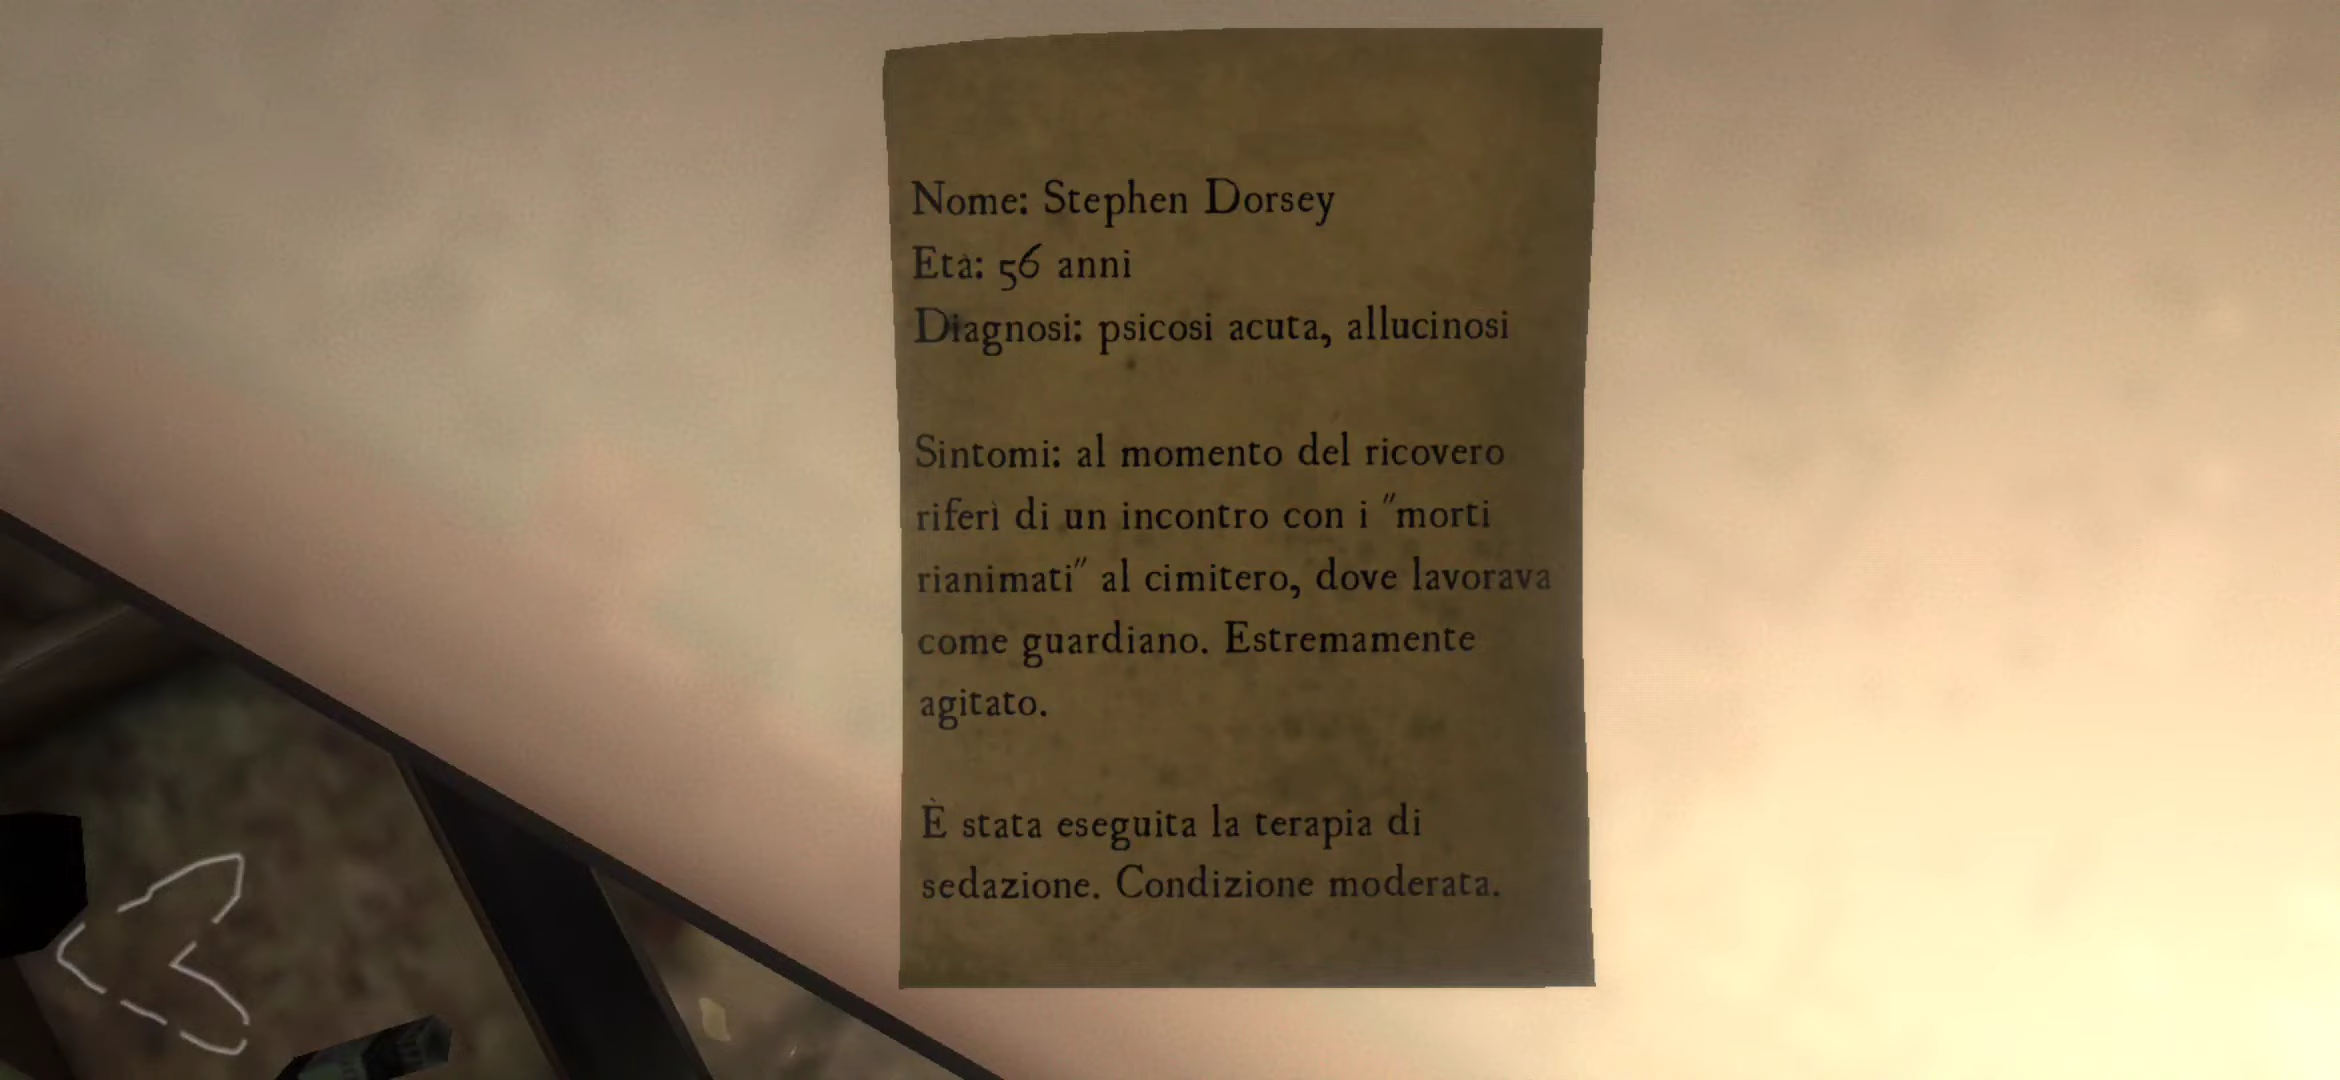 Nome: Stephen Dorsey
Età: 56 anni
Diagnosi: psicosi acuta, allucinosi
Sintomi: al momento del ricovero
riferì di un incontro con i "morti
rianimati" al cimitero, dove lavorava
come guardiano. Estremamente
agitato.
È stata eseguita la terapia di
sedazione. Condizione moderata.